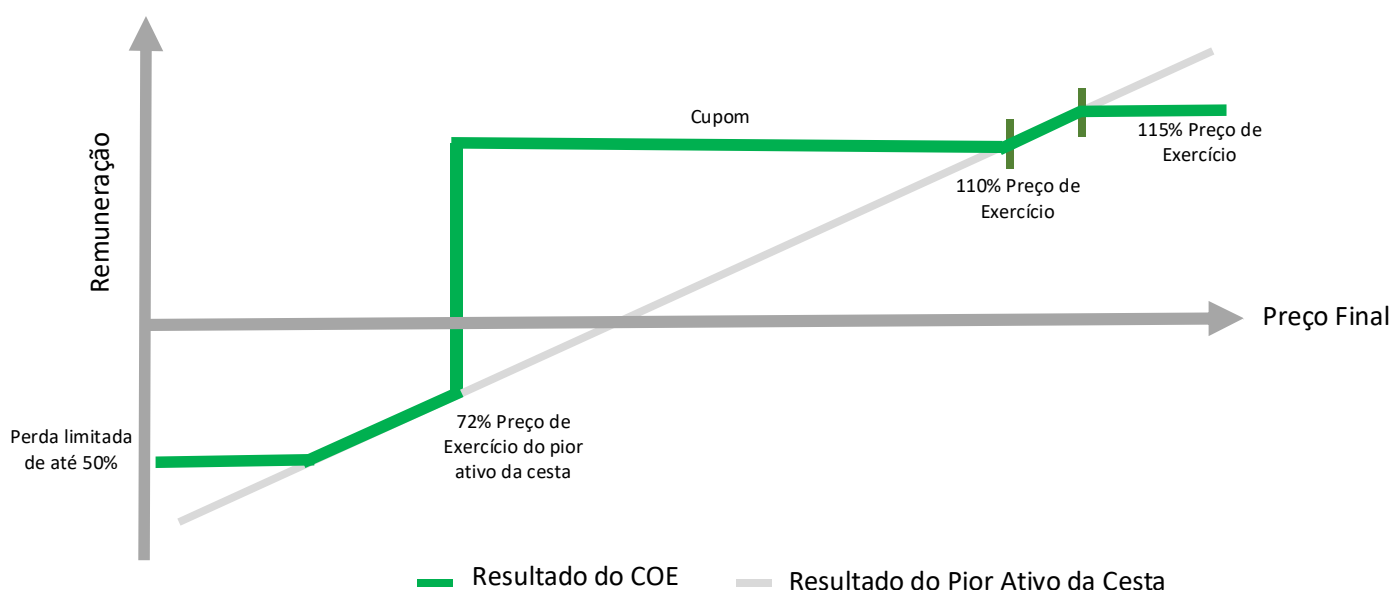 Remuneração
Cupom
115% Preço de
Exercício
110% Preço de
Exercício
Preço Final
Perda limitada
de até 50%
72% Preço de
Exercício do pior
ativo da cesta
Resultado do COE
Resultado do Pior Ativo da Cesta